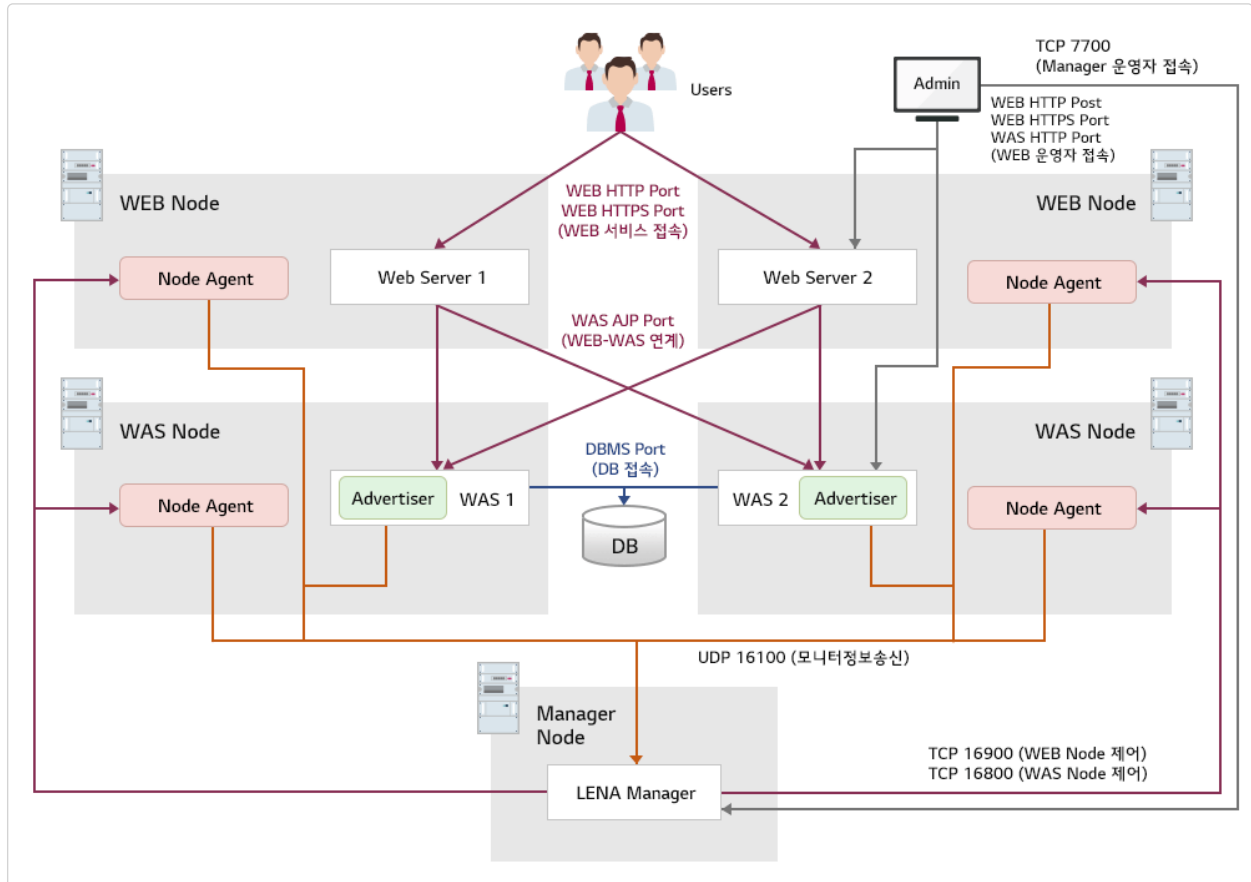 TCP 7700
(Manager 운영자 접속)
Users
Admin
WEB HTTP Post
WEB HTTPS Port
WAS HTTP Port
(WEB 운영자 접속)
WEB Node
WEB HTTP Port
WEB HTTPS Port
(WEB 서비스 접속)
WEB Node
Node Agent
Web Server 1
Web Server 2
Node Agent
WAS AJP Port
(WEB-WAS 연계)
WAS Node
WAS Node
DBMS Port
(DB 접속)
Node Agent
Advertiser
WAS 1
WAS 2
Advertiser
Node Agent
DB
UDP 16100 (모니터정보송신)
Manager
Node
TCP 16900 (WEB Node 제어)
TCP 16800 (WAS Node 제어)
LENA Manager